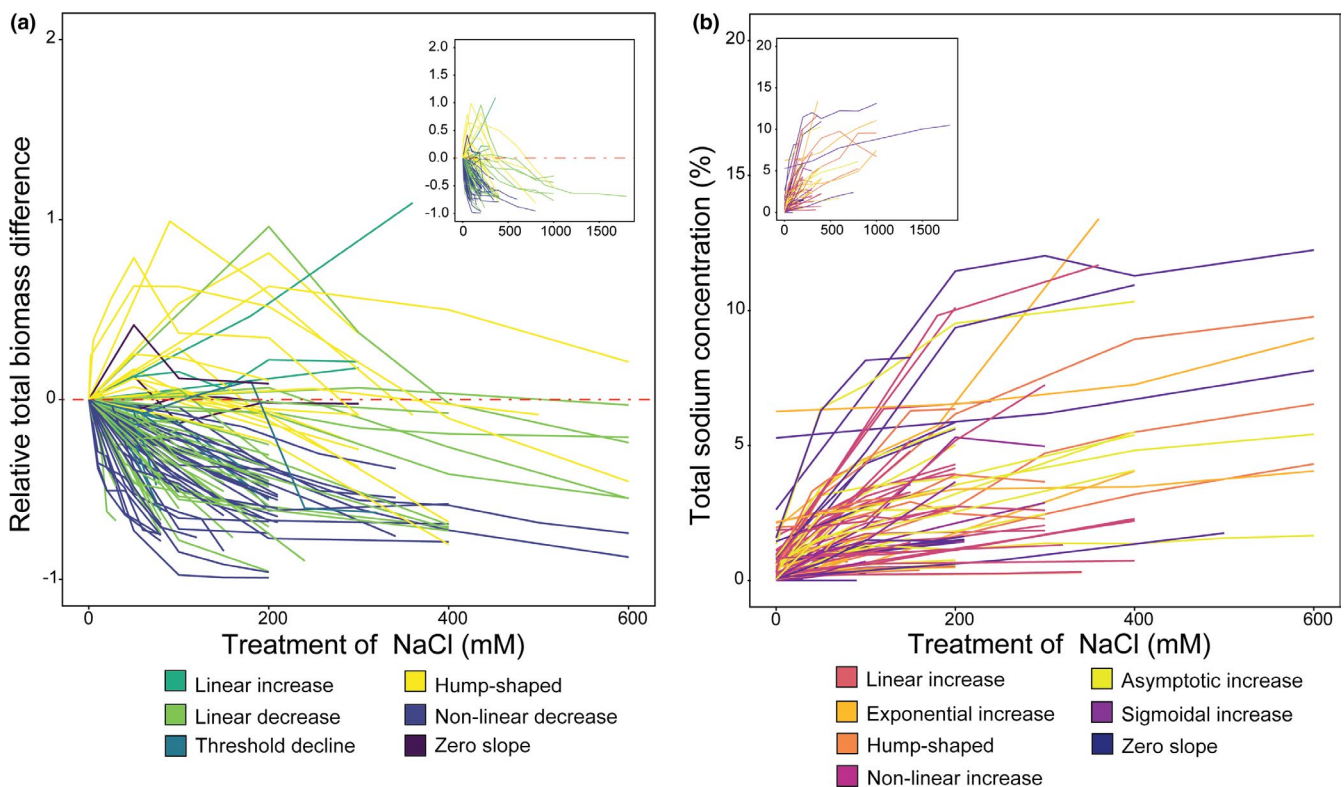 (a)
2
1
0
-1
Relative total biomass difference
0 200 400 600
Treatment of NaCl (mM)
2.0
1.5
1.0
0.5
0.0
-0.5
-1.0
0 500 1000 1500
Linear increase
Linear decrease
Threshold decline
Hump-shaped
Non-linear decrease
Zero slope
(b)
20
15
10
5
0
Total sodium concentration (%)
0 200 400 600
Treatment of NaCl (mM)
20
15
10
5
0
0 500 1000 1500
Linear increase
Exponential increase
Hump-shaped
Non-linear increase
Asymptotic increase
Sigmoidal increase
Zero slope